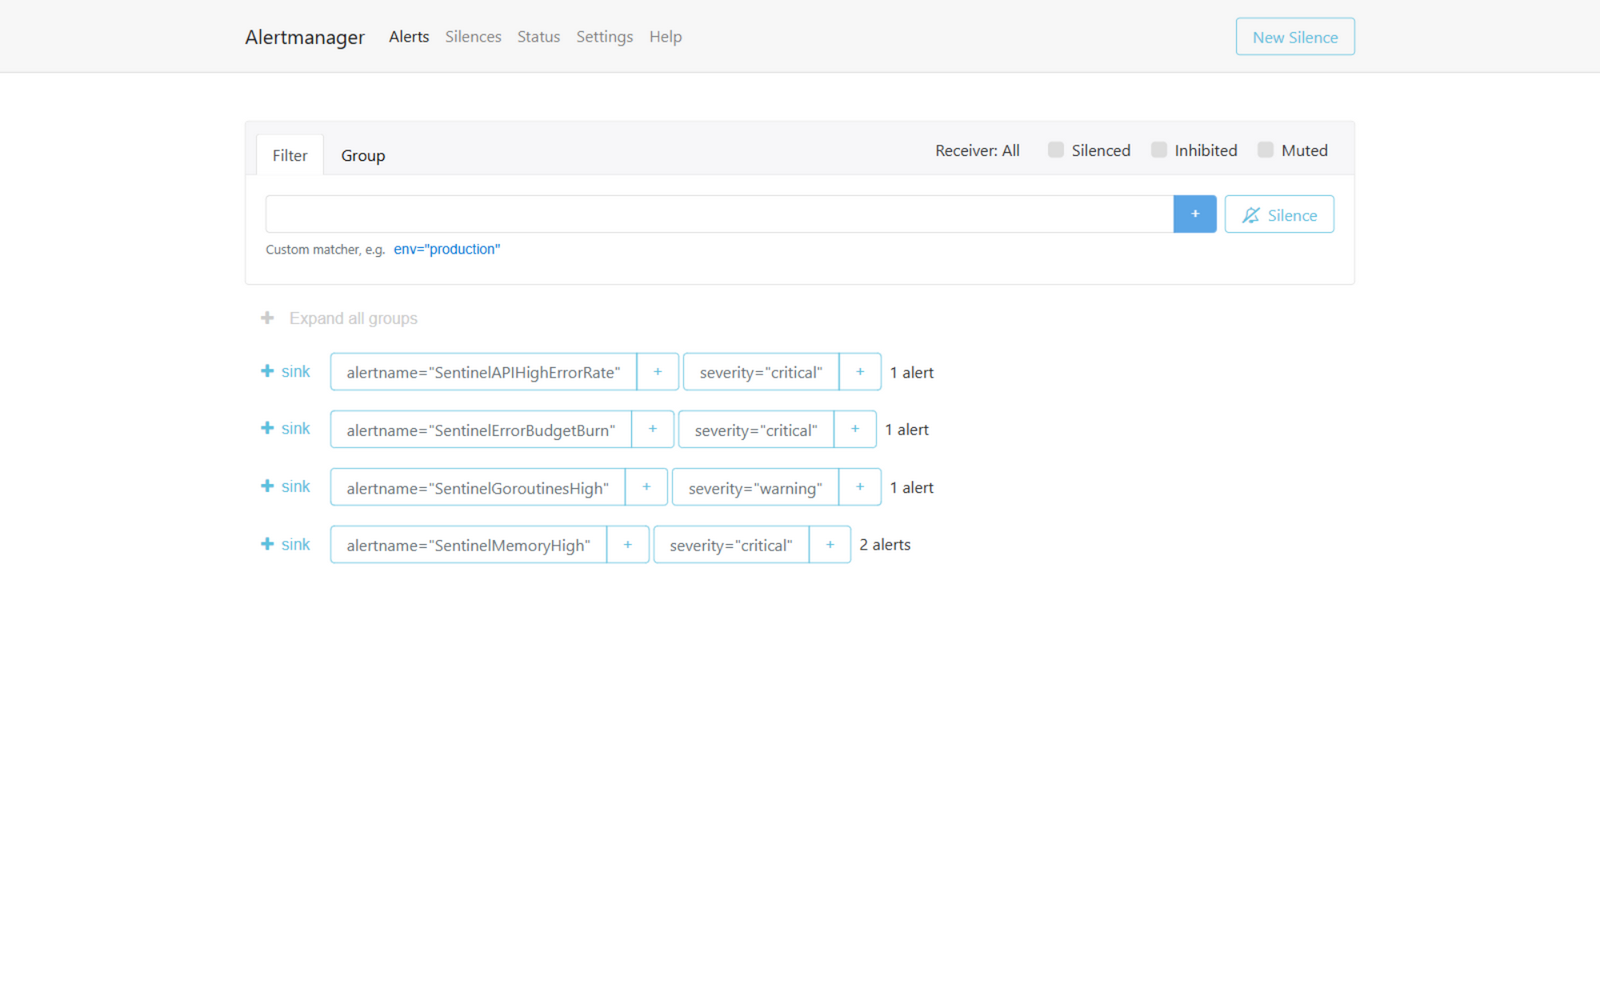 Alertmanager Alerts Silences Status Settings Help New Silence
Filter Group Receiver: All Silenced Inhibited Muted
+ Silence
Custom matcher, e.g. env="production"
+ Expand all groups
+ sink alertname="SentinelAPIHighErrorRate" + severity="critical" + 1 alert
+ sink alertname="SentinelErrorBudgetBurn" + severity="critical" + 1 alert
+ sink alertname="SentinelGoroutinesHigh" + severity="warning" + 1 alert
+ sink alertname="SentinelMemoryHigh" + severity="critical" + 2 alerts